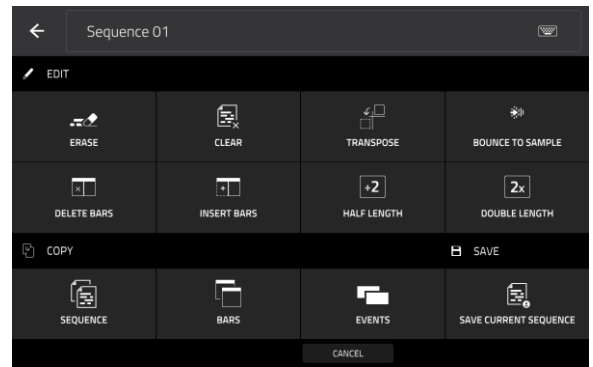 Sequence 01
EDIT
ERASE
CLEAR
TRANSPOSE
BOUNCE TO SAMPLE
DELETE BARS
INSERT BARS
÷2
HALF LENGTH
2x
DOUBLE LENGTH
COPY
SAVE
SEQUENCE
BARS
EVENTS
SAVE CURRENT SEQUENCE
CANCEL